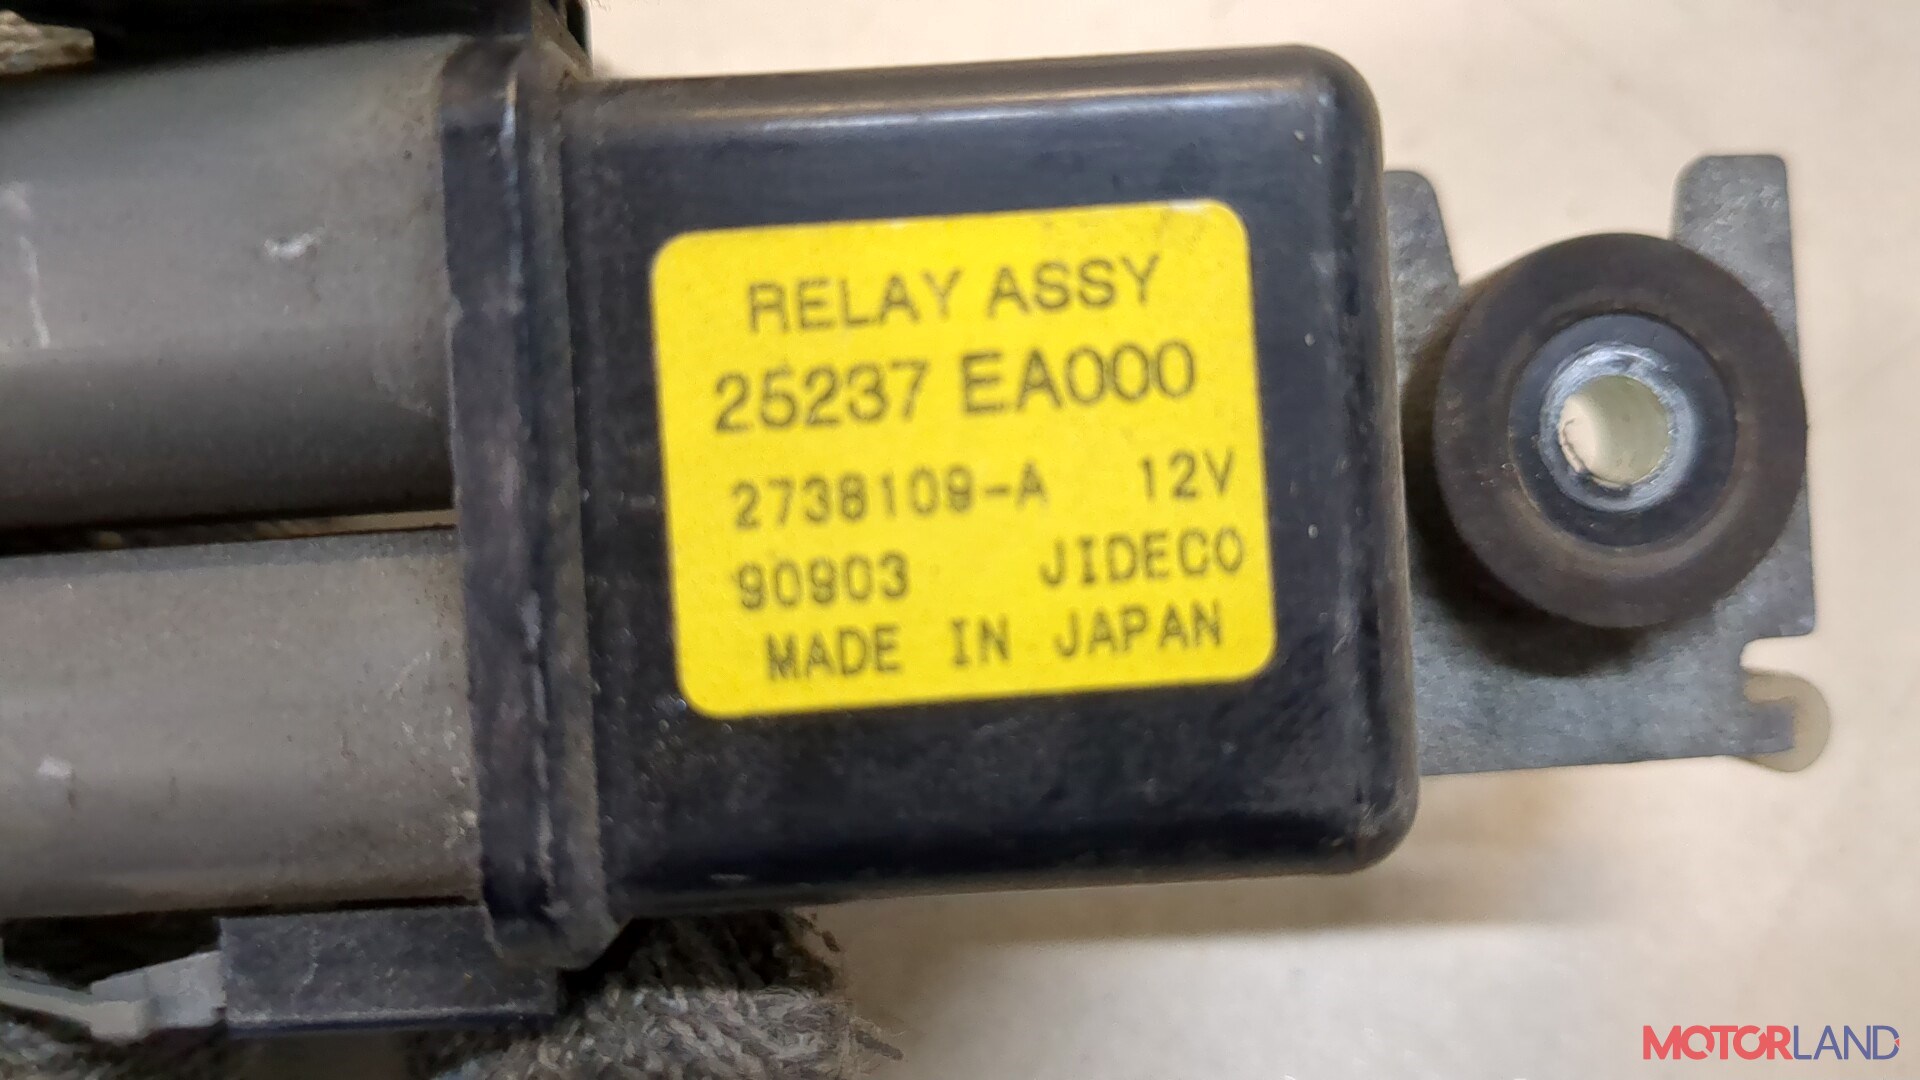 RELAY ASSY
25237 EA000
2738109-A 12V
90903 JIDECO
MADE IN JAPAN
MOTORLAND